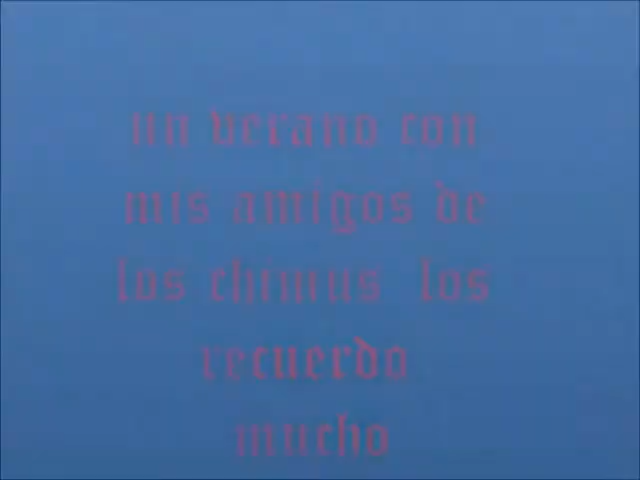 un verano con
mis amigos de
los chimus los
recuerdo
mucho